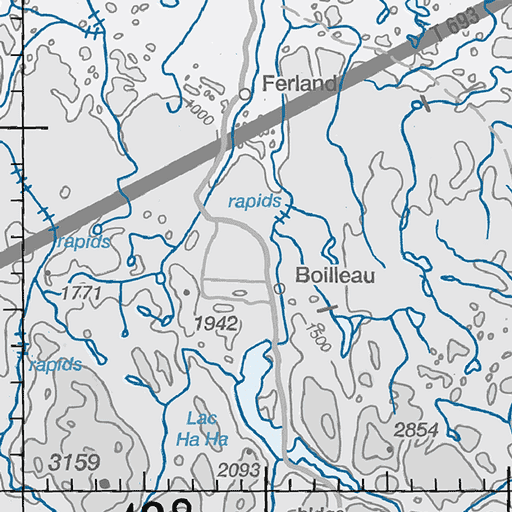 T 693
Ferland
1000
rapids
rapids
Boilleau
1771
1942
1500
rapids
Lac
Ha Ha
2854
3159
2093